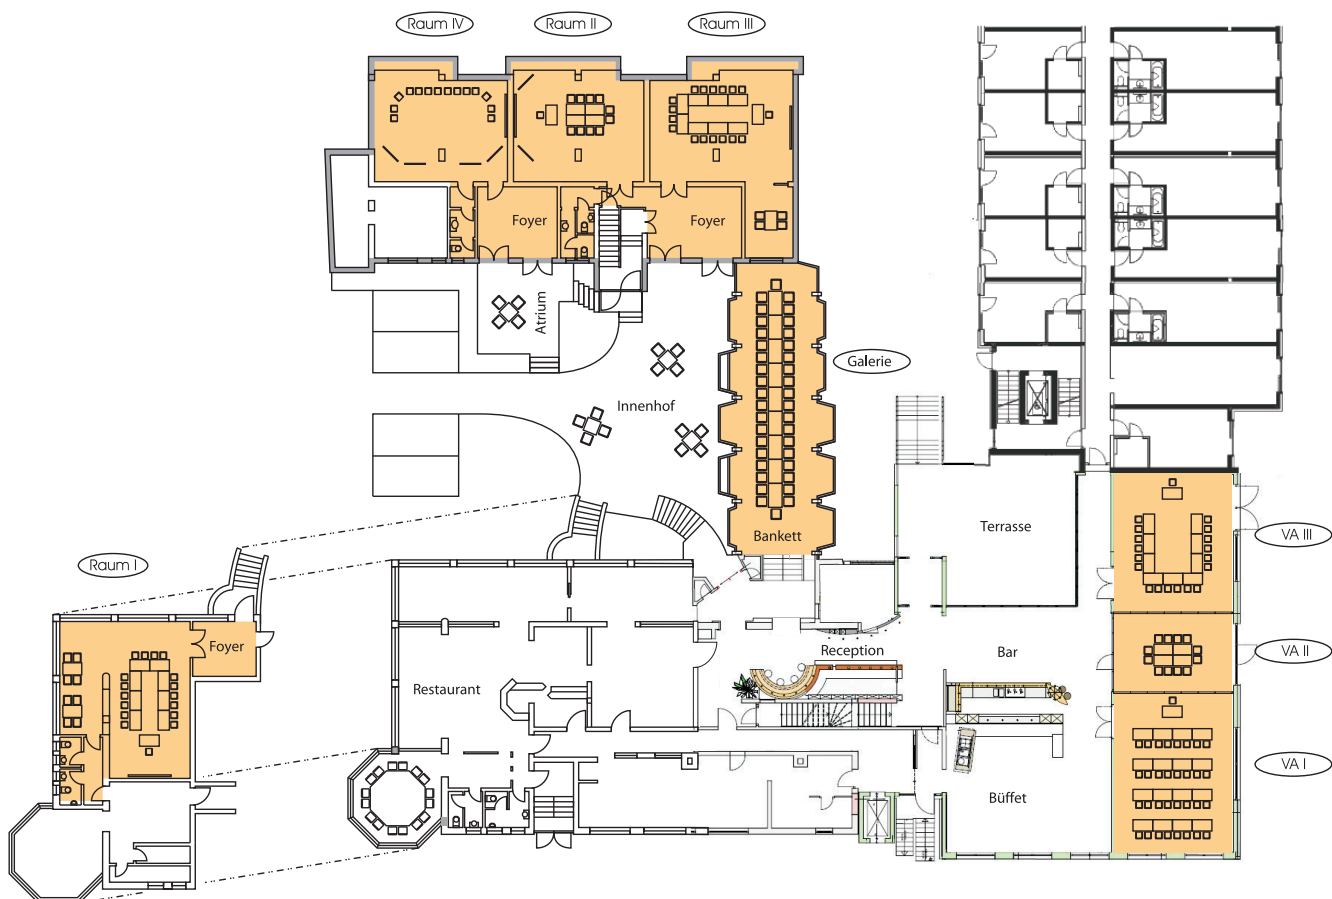 Raum IV
Raum II
Raum III
Foyer
Foyer
Atrium
Galerie
Innenhof
Terrasse
Bankett
VA III
Raum I
Foyer
Reception
Bar
VA II
Restaurant
VA I
Büffet